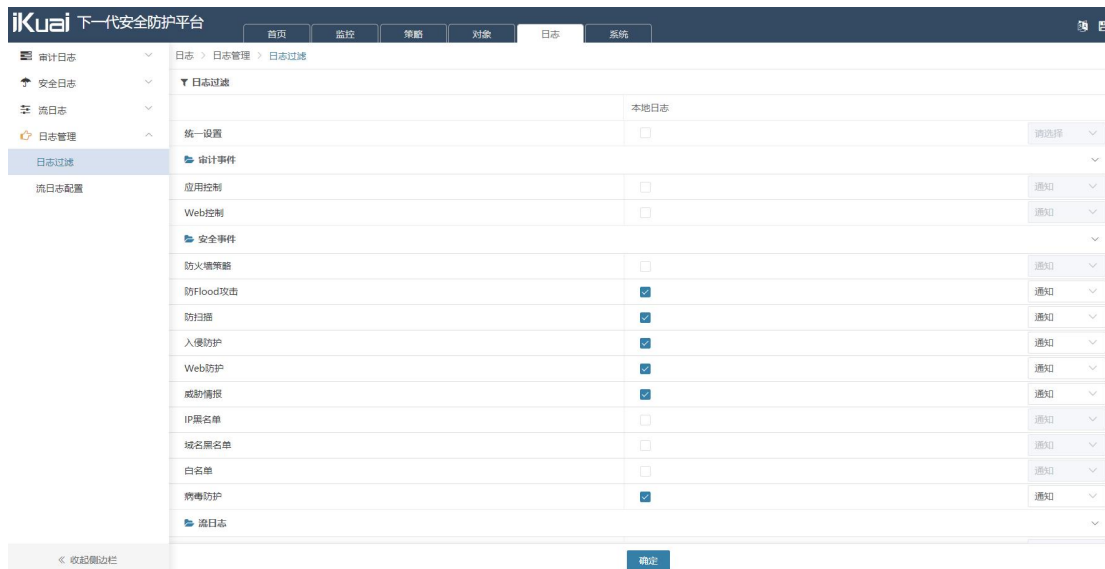 iKuai 下一代安全防护平台
首页 监控 策略 对象 日志 系统
审计日志
安全日志
流日志
日志管理
日志过滤
流日志配置
收起侧边栏
日志 > 日志管理 > 日志过滤
日志过滤
本地日志
统一设置 请选择
审计事件
应用控制 通知
Web控制 通知
安全事件
防火墙策略 通知
防Flood攻击 通知
防扫描 通知
入侵防护 通知
Web防护 通知
威胁情报 通知
IP黑名单 通知
域名黑名单 通知
白名单 通知
病毒防护 通知
流日志
确定